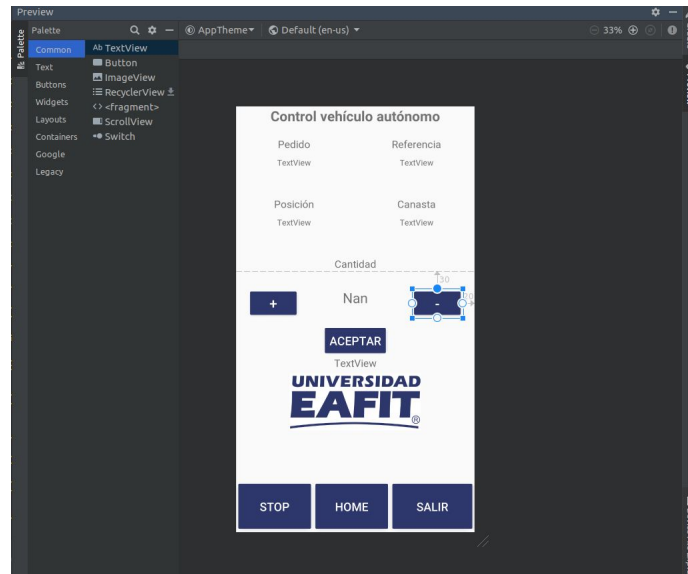 Preview
Palette
Palette
AppTheme
Default (en-us)
33%
Common
Text
Buttons
Widgets
Layouts
Containers
Google
Legacy
Ab TextView
Button
ImageView
RecyclerView
<> <fragment>
ScrollView
Switch
Control vehículo autónomo
Pedido Referencia
TextView TextView
Posición Canasta
TextView TextView
Cantidad
30
+ Nan -
ACEPTAR
TextView
UNIVERSIDAD
EAFIT®
STOP HOME SALIR